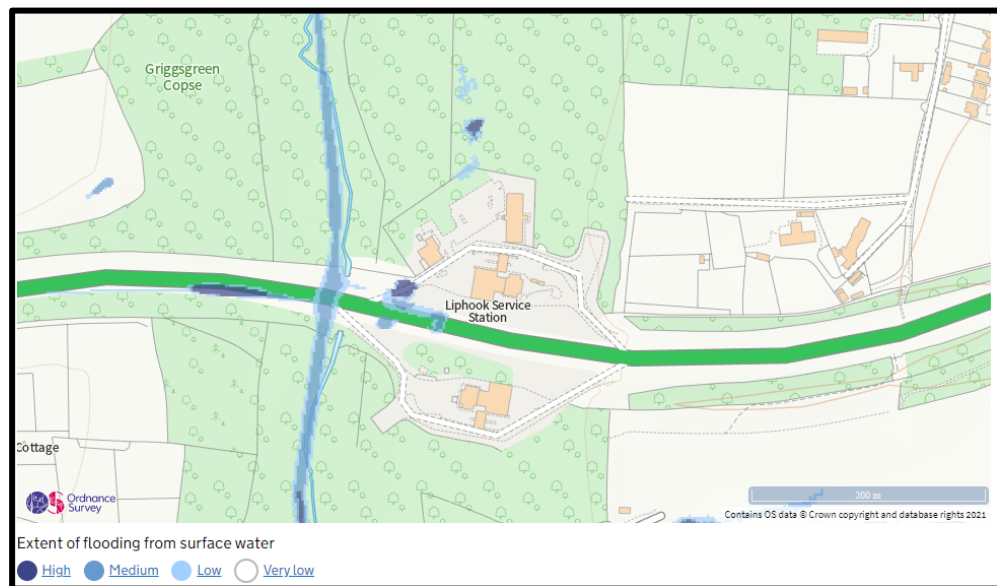 Griggsgreen
Copse
Liphook Service
Station
Cottage
Ordnance
Survey
200 m
Contains OS data © Crown copyright and database rights 2021
Extent of flooding from surface water
High Medium Low Very low